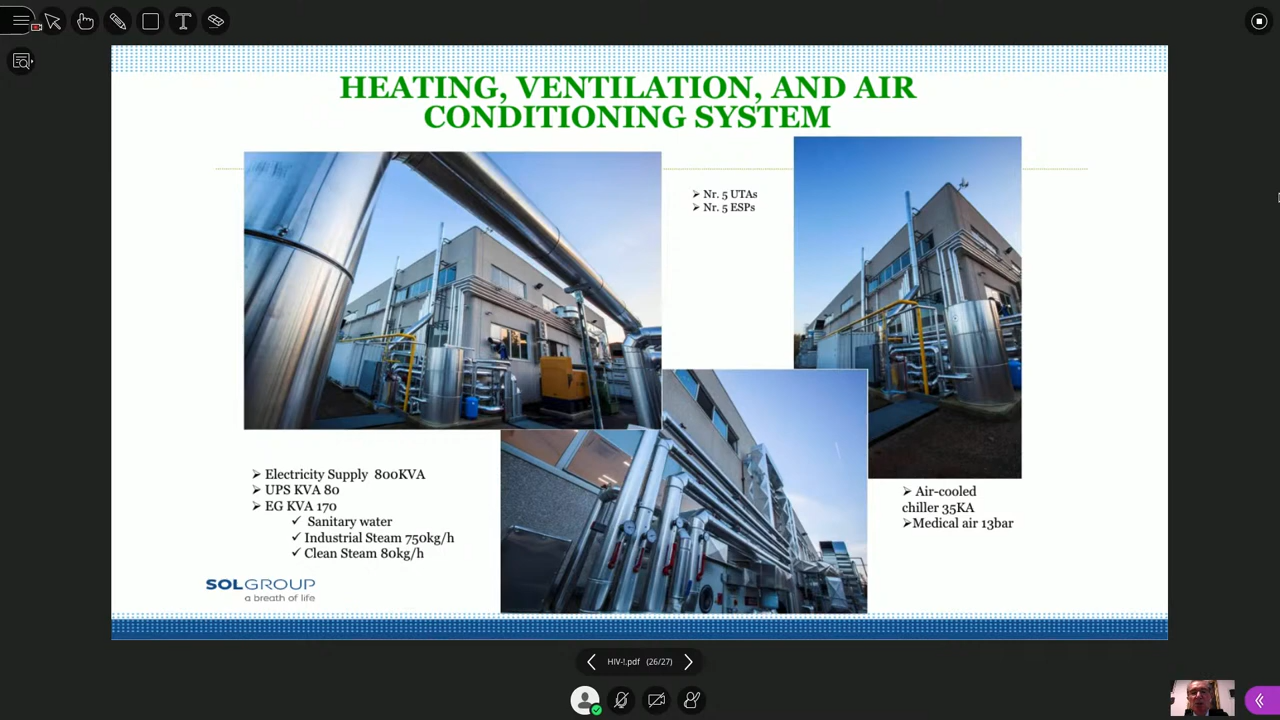 HEATING, VENTILATION, AND AIR
CONDITIONING SYSTEM
➢ Nr. 5 UTAs
➢ Nr. 5 ESPs
➢ Electricity Supply 800KVA
➢ UPS KVA 80
➢ EG KVA 170
✓ Sanitary water
✓ Industrial Steam 750kg/h
✓ Clean Steam 80kg/h
➢ Air-cooled
chiller 35KA
➢Medical air 13bar
SOLGROUP
a breath of life
HIV-!.pdf (26/27)